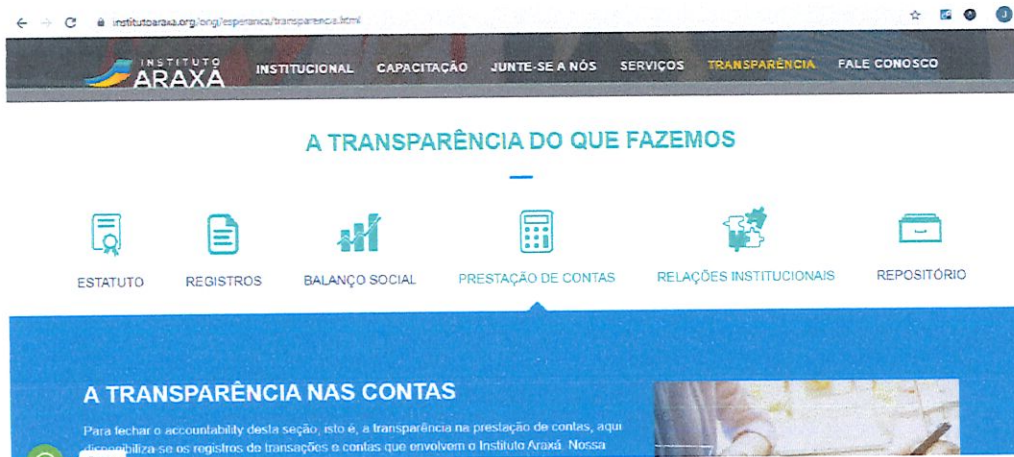 institutoaraxa.org/ong/esperanca/transparencia.html
J
INSTITUTO
ARAXÁ
INSTITUCIONAL CAPACITAÇÃO JUNTE-SE A NÓS SERVIÇOS TRANSPARÊNCIA FALE CONOSCO
A TRANSPARÊNCIA DO QUE FAZEMOS
ESTATUTO REGISTROS BALANÇO SOCIAL PRESTAÇÃO DE CONTAS RELAÇÕES INSTITUCIONAIS REPOSITÓRIO
A TRANSPARÊNCIA NAS CONTAS
Para fechar o accountability desta seção, isto é, a transparência na prestação de contas, aqui
disponibiliza-se os registros de transações e contas que envolvem o Instituto Araxá. Nossa